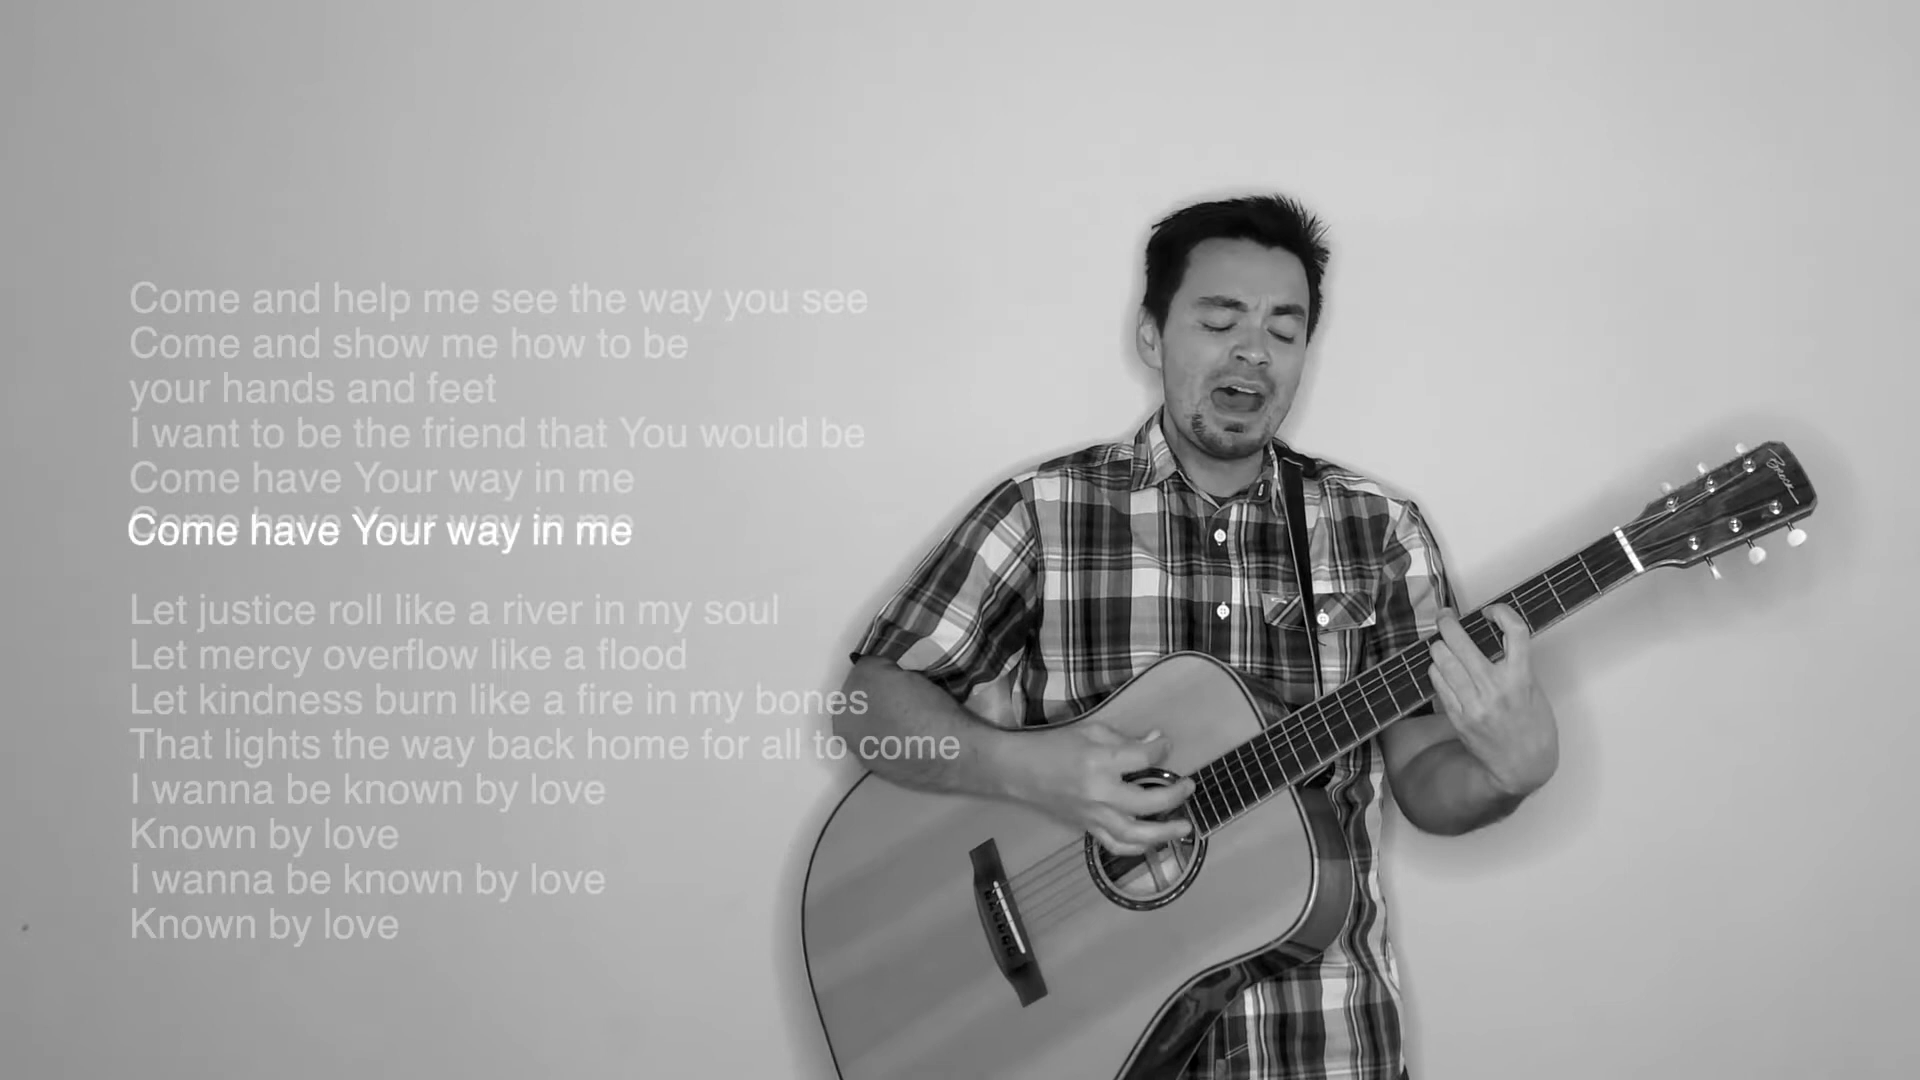 Come and help me see the way you see
Come and show me how to be
your hands and feet
I want to be the friend that You would be
Come have Your way in me
Come have Your way in me
Let justice roll like a river in my soul
Let mercy overflow like a flood
Let kindness burn like a fire in my bones
That lights the way back home for all to come
I wanna be known by love
Known by love
I wanna be known by love
Known by love